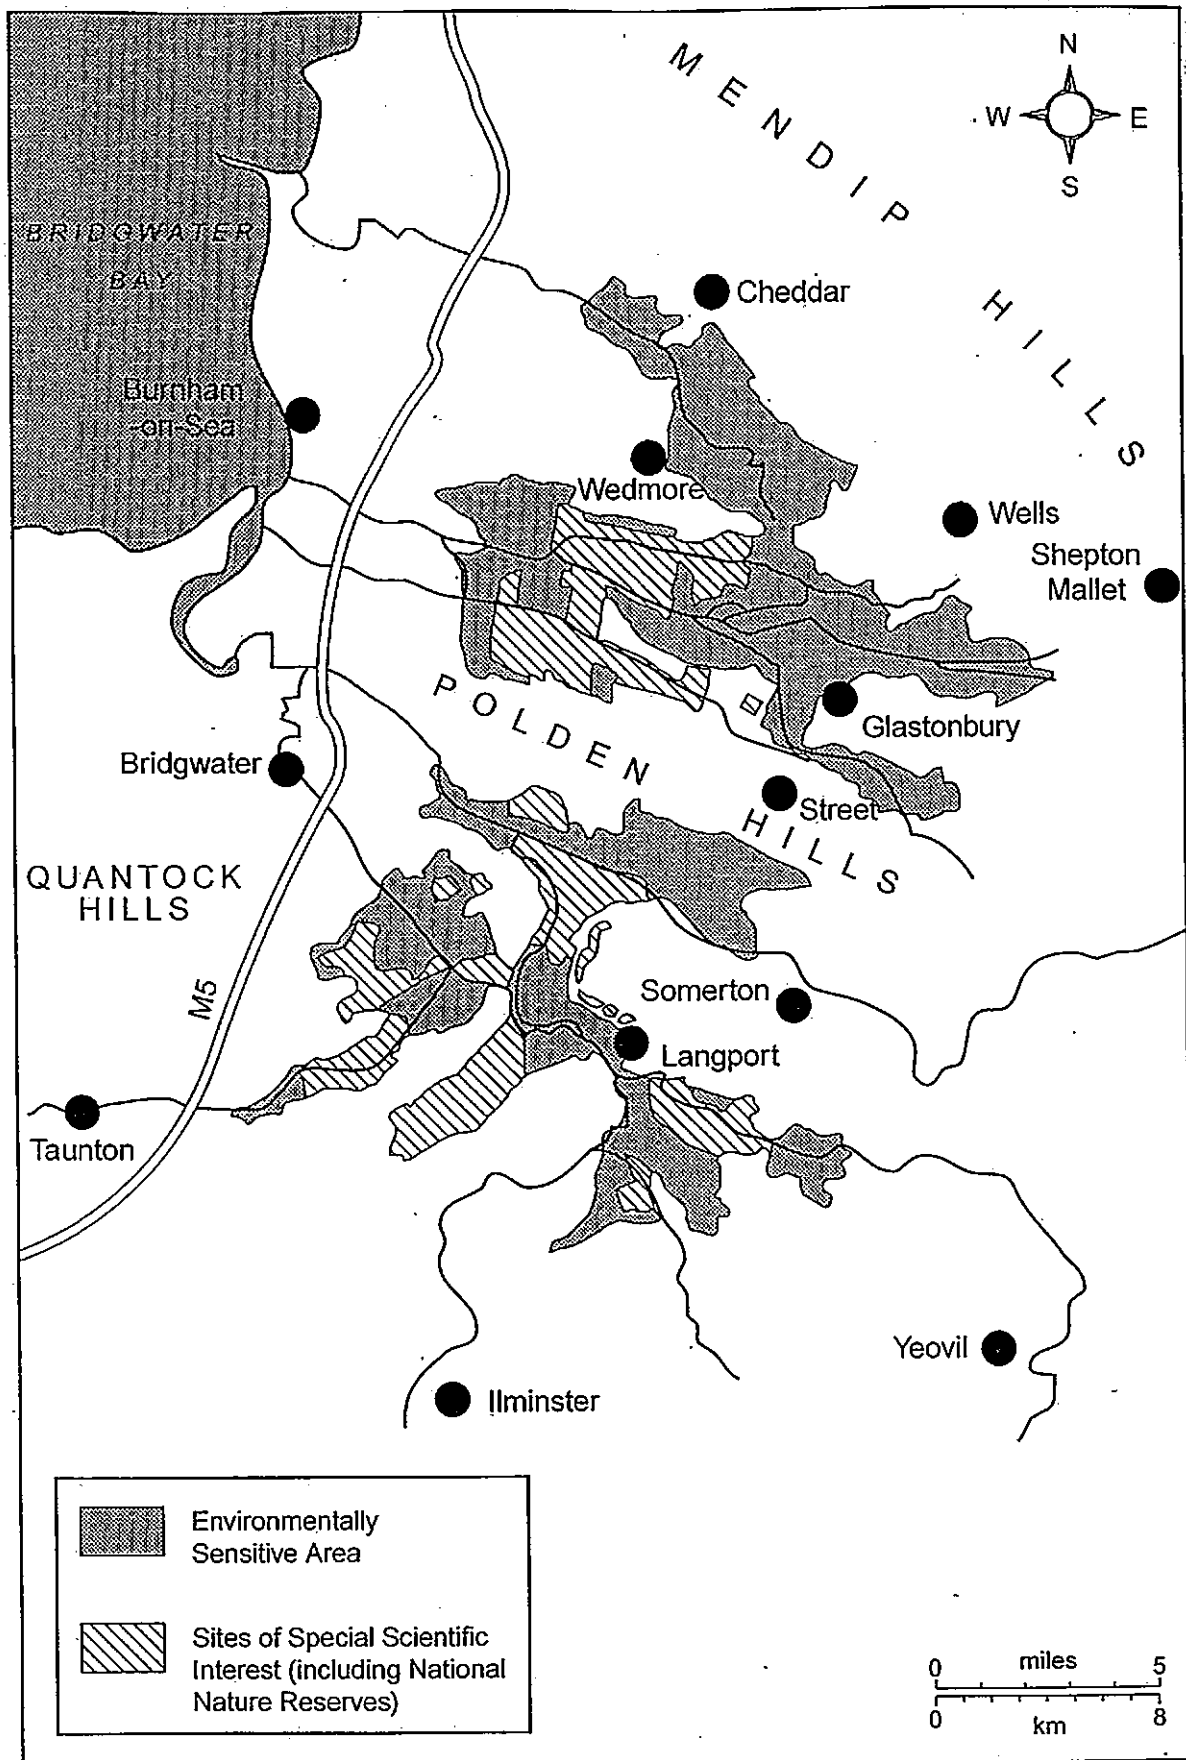 MENDIP
HILLS
N
W
E
S
BRIDGWATER
BAY
Cheddar
Burnham
-on-Sea
Wedmore
Wells
Shepton
Mallet
POLDEN
HILLS
Glastonbury
Bridgwater
Street
QUANTOCK
HILLS
M5
Somerton
Langport
Taunton
Yeovil
Ilminster
Environmentally
Sensitive Area
Sites of Special Scientific
Interest (including National
Nature Reserves)
0 miles 5
0 km 8